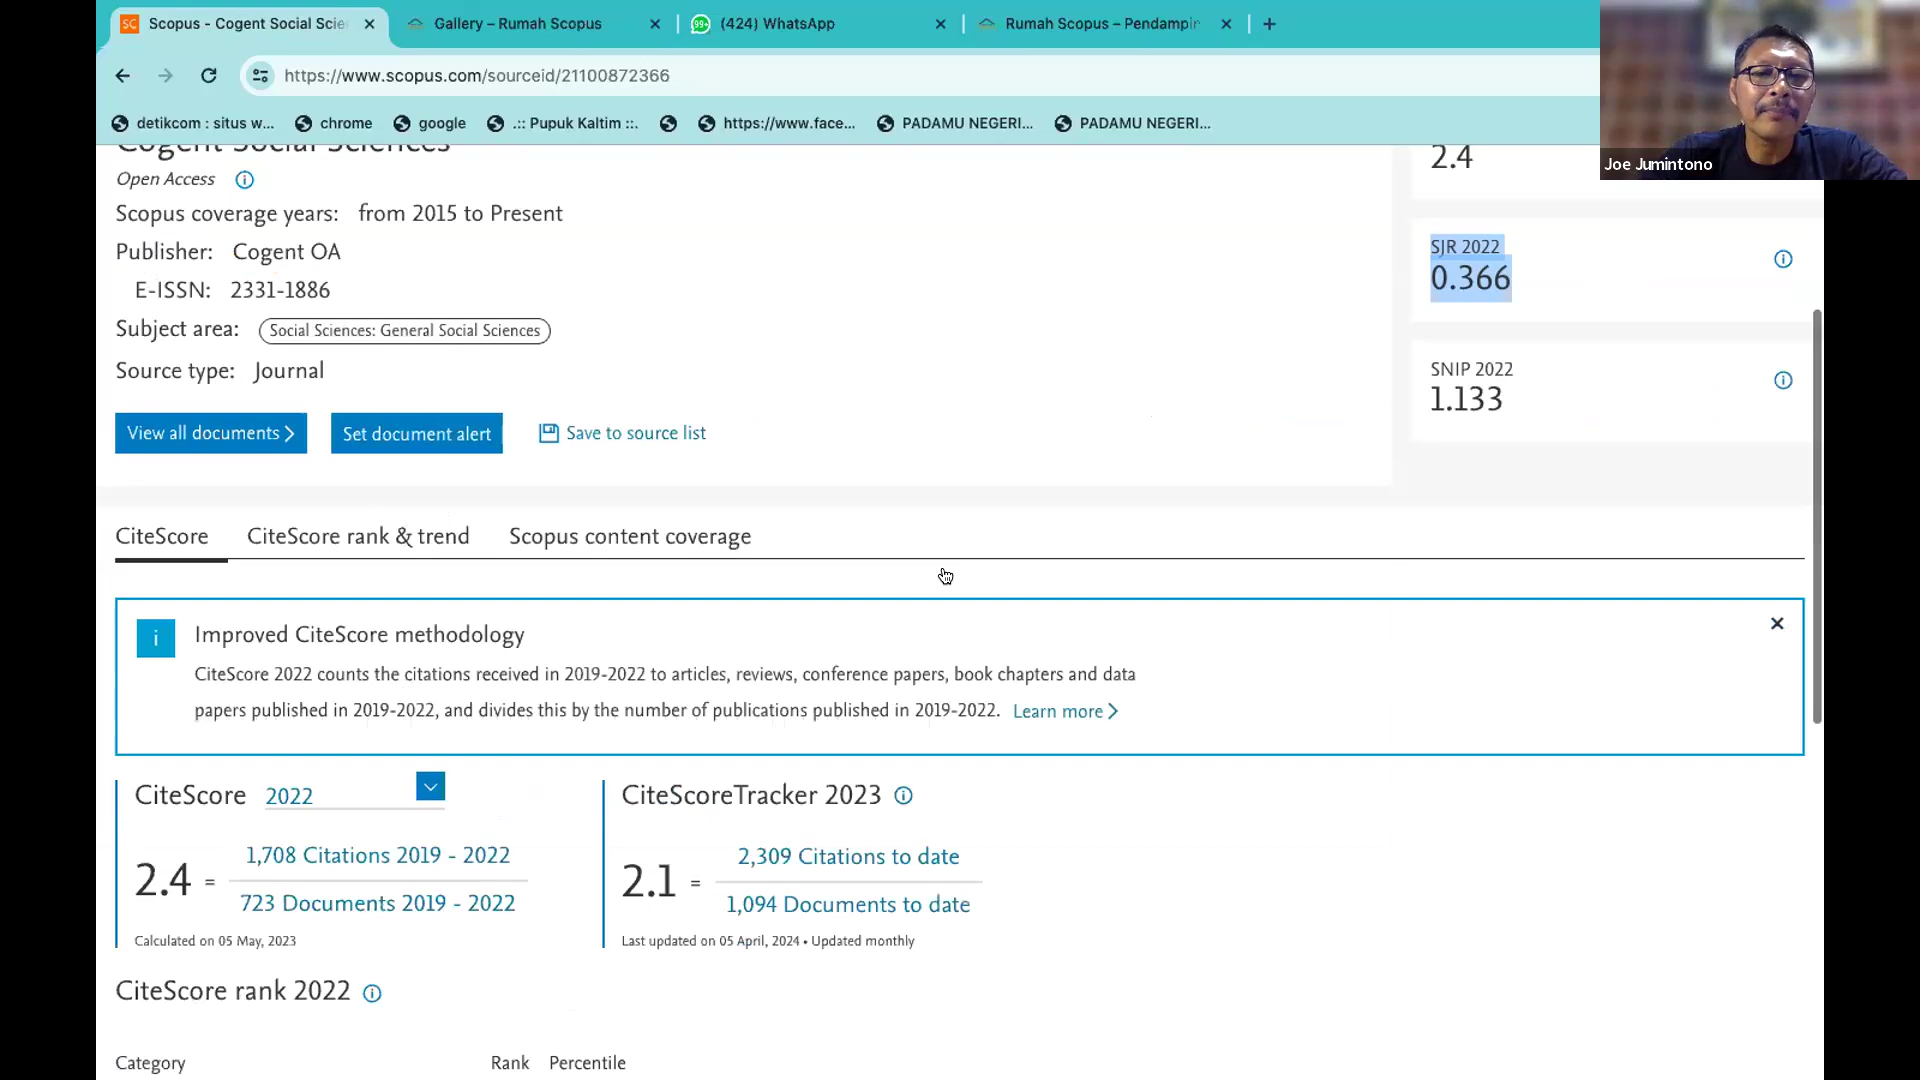 Scopus - Cogent Social Scie
Gallery – Rumah Scopus
99+
(424) WhatsApp
Rumah Scopus – Pendampin
https://www.scopus.com/sourceid/21100872366
detikcom : situs w...
chrome
google
.:: Pupuk Kaltim ::.
https://www.face...
PADAMU NEGERI...
PADAMU NEGERI...
Joe Jumintono
Cogent Social Sciences
Open Access
Scopus coverage years: from 2015 to Present
Publisher: Cogent OA
E-ISSN: 2331-1886
Subject area: Social Sciences: General Social Sciences
Source type: Journal
View all documents
Set document alert
Save to source list
2.4
SJR 2022
0.366
SNIP 2022
1.133
CiteScore
CiteScore rank & trend
Scopus content coverage
Improved CiteScore methodology
CiteScore 2022 counts the citations received in 2019-2022 to articles, reviews, conference papers, book chapters and data
papers published in 2019-2022, and divides this by the number of publications published in 2019-2022. Learn more
CiteScore 2022
2.4 =
1,708 Citations 2019 - 2022
723 Documents 2019 - 2022
Calculated on 05 May, 2023
CiteScoreTracker 2023
2.1 =
2,309 Citations to date
1,094 Documents to date
Last updated on 05 April, 2024 • Updated monthly
CiteScore rank 2022
Category
Rank
Percentile